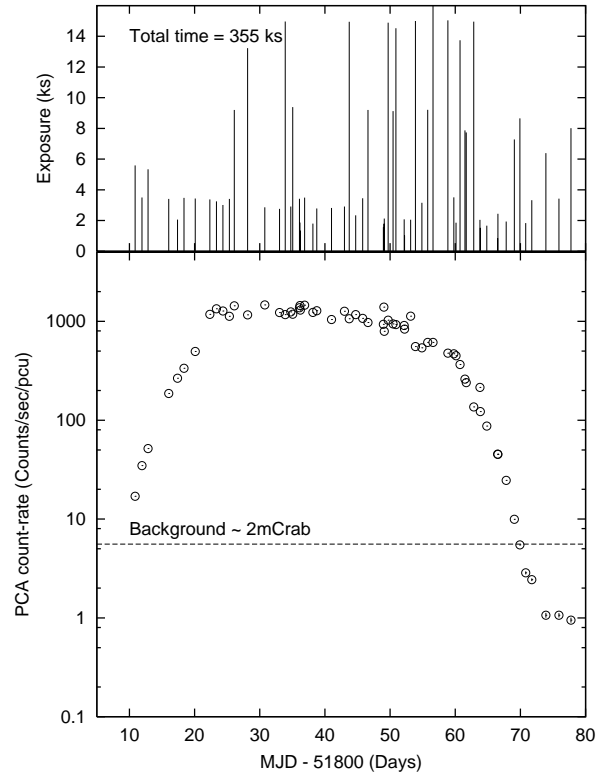 Total time = 355 ks
Exposure (ks)
14
12
10
8
6
4
2
0
PCA count-rate (Counts/sec/pcu)
1000
100
10
1
0.1
Background ~ 2mCrab
10 20 30 40 50 60 70 80
MJD - 51800 (Days)